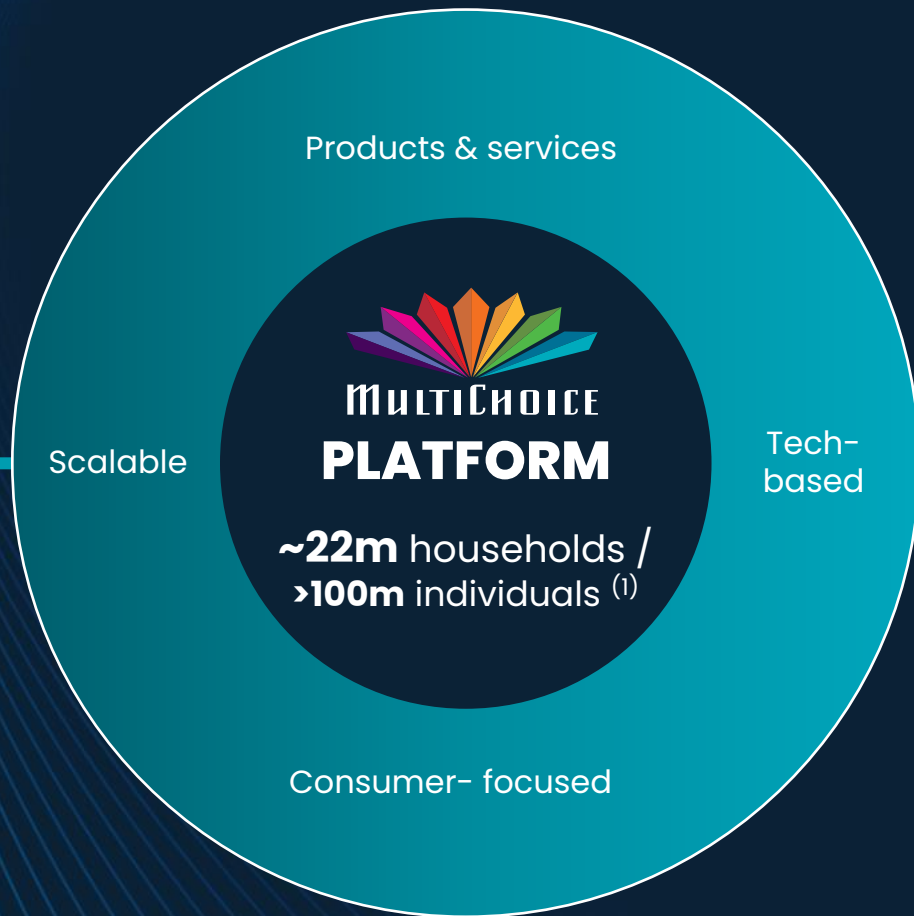 Products & services
MULTICHOICE
PLATFORM
Scalable
Tech-
based
~22m households /
>100m individuals (1)
Consumer- focused